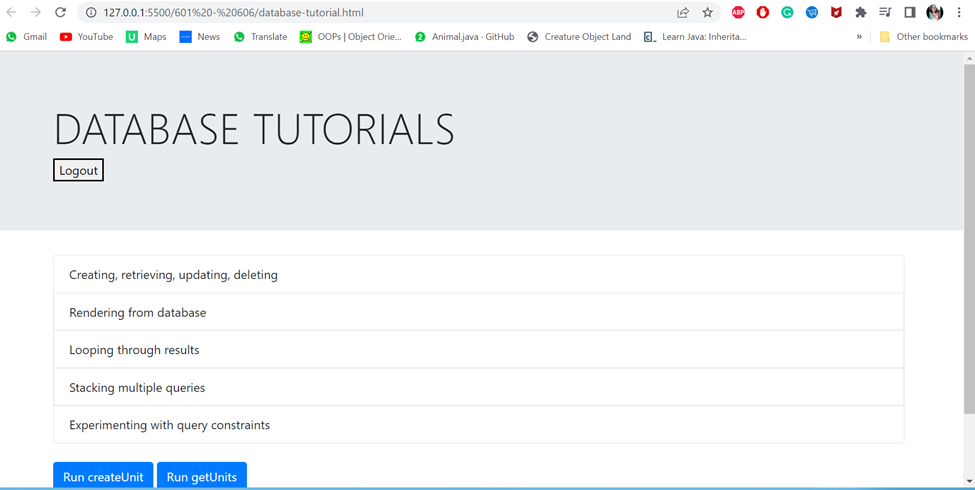 127.0.0.1:5500/601%20-%20606/database-tutorial.html
ABP
Gmail YouTube Maps News Translate OOPs | Object Orie... Animal.java - GitHub Creature Object Land Learn Java: Inherita... » Other bookmarks
DATABASE TUTORIALS
Logout
Creating, retrieving, updating, deleting
Rendering from database
Looping through results
Stacking multiple queries
Experimenting with query constraints
Run createUnit Run getUnits